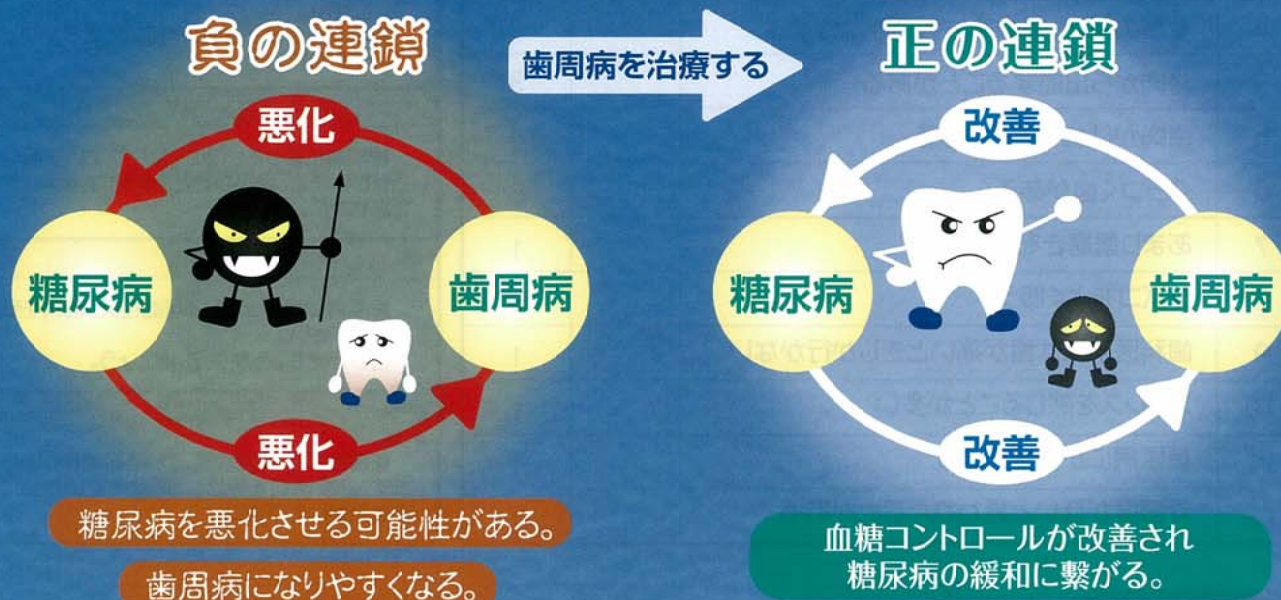 負の連鎖
歯周病を治療する
正の連鎖
悪化
糖尿病
歯周病
悪化
糖尿病を悪化させる可能性がある。
歯周病になりやすくなる。
改善
糖尿病
歯周病
改善
血糖コントロールが改善され
糖尿病の緩和に繋がる。